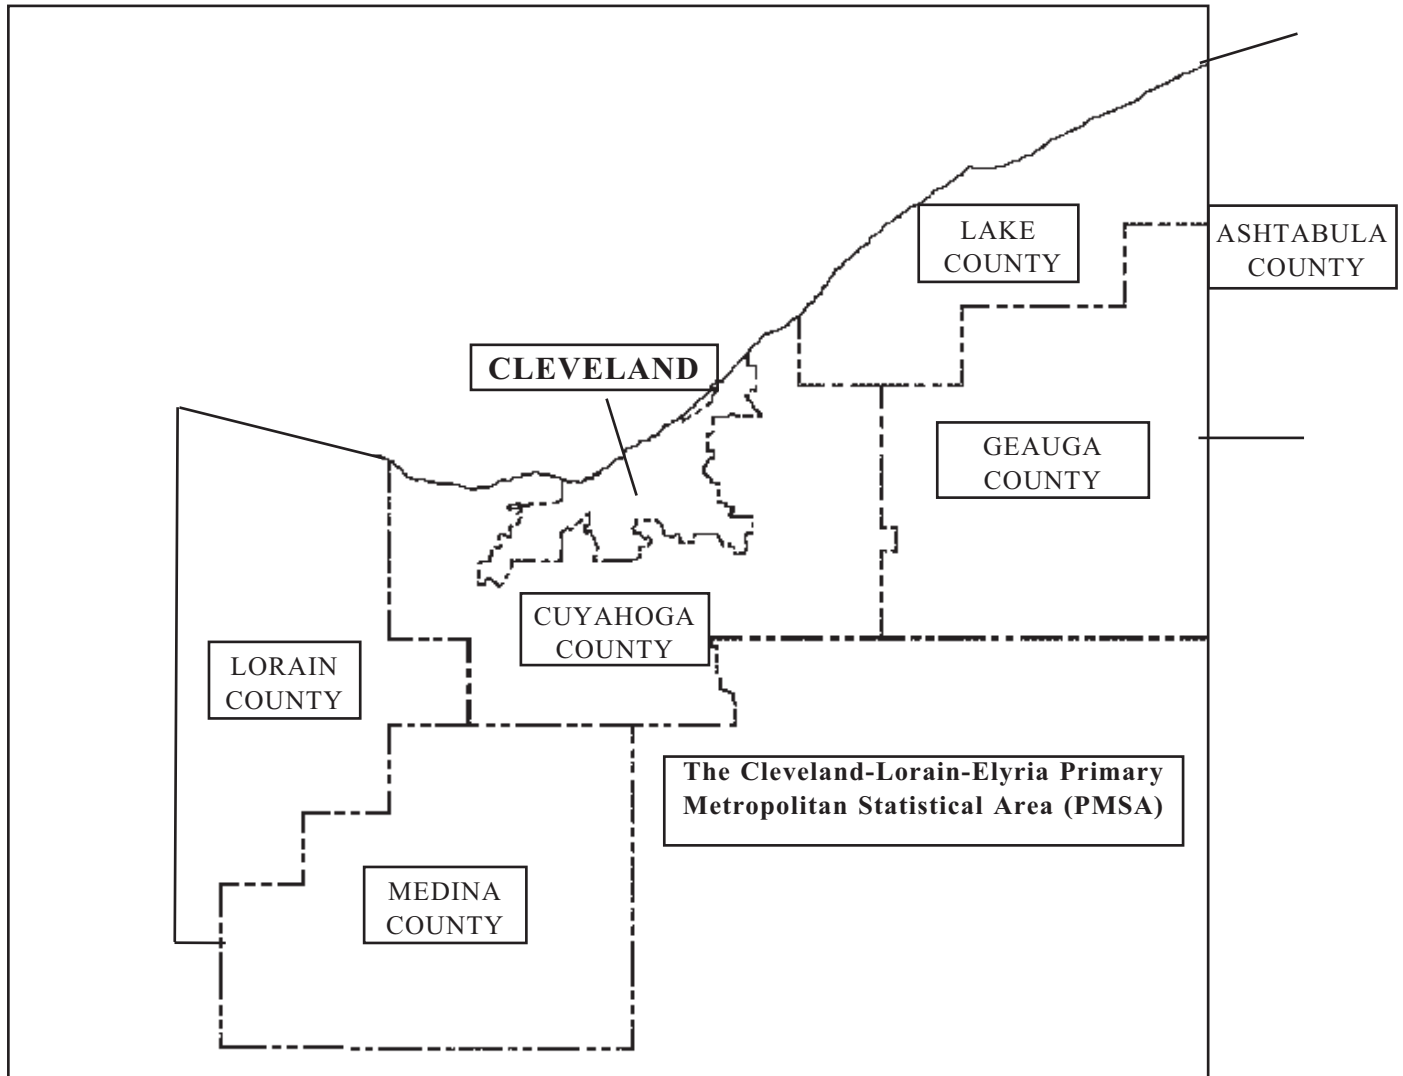 LAKE
COUNTY
ASHTABULA
COUNTY
CLEVELAND
GEAUGA
COUNTY
CUYAHOGA
COUNTY
LORAIN
COUNTY
The Cleveland-Lorain-Elyria Primary
Metropolitan Statistical Area (PMSA)
MEDINA
COUNTY